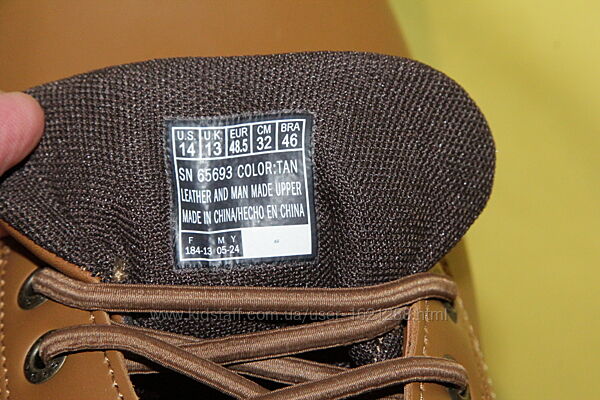 U.S. UK EUR CM BRA
14 13 48.5 32 46
SN 65693 COLOR:TAN
LEATHER AND MAN MADE UPPER
MADE IN CHINA/HECHO EN CHINA
F M Y
184-13 05-24